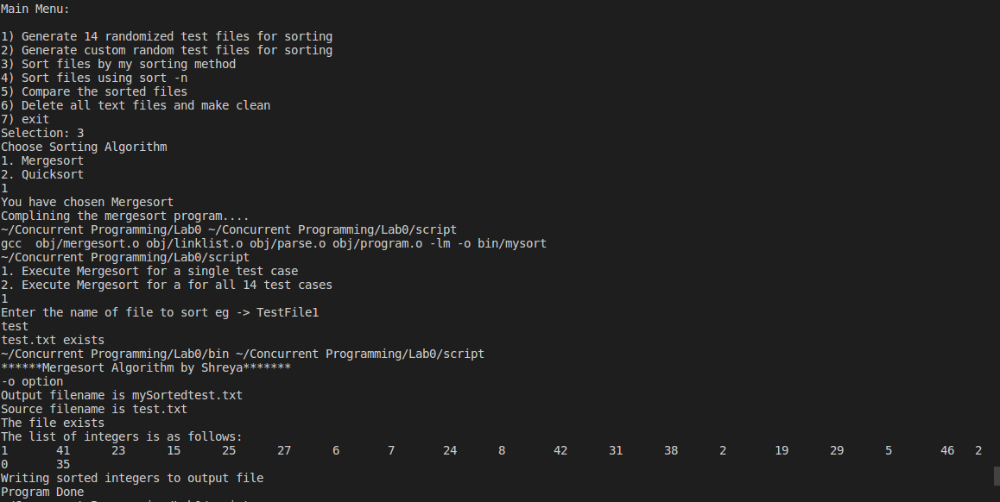 Main Menu:
1) Generate 14 randomized test files for sorting
2) Generate custom random test files for sorting
3) Sort files by my sorting method
4) Sort files using sort -n
5) Compare the sorted files
6) Delete all text files and make clean
7) exit
Selection: 3
Choose Sorting Algorithm
1. Mergesort
2. Quicksort
1
You have chosen Mergesort
Complining the mergesort program....
~/Concurrent Programming/Lab0 ~/Concurrent Programming/Lab0/script
gcc  obj/mergesort.o obj/linklist.o obj/parse.o obj/program.o -lm -o bin/mysort
~/Concurrent Programming/Lab0/script
1. Execute Mergesort for a single test case
2. Execute Mergesort for a for all 14 test cases
1
Enter the name of file to sort eg -> TestFile1
test
test.txt exists
~/Concurrent Programming/Lab0/bin ~/Concurrent Programming/Lab0/script
******Mergesort Algorithm by Shreya*******
-o option
Output filename is mySortedtest.txt
Source filename is test.txt
The file exists
The list of integers is as follows:
1 41 23 15 25 27 6 7 24 8 42 31 38 2 19 29 5 46 2
0 35
Writing sorted integers to output file
Program Done